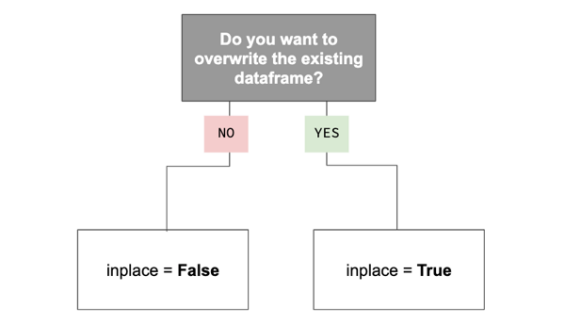 Do you want to
overwrite the existing
dataframe?
NO
YES
inplace = False
inplace = True